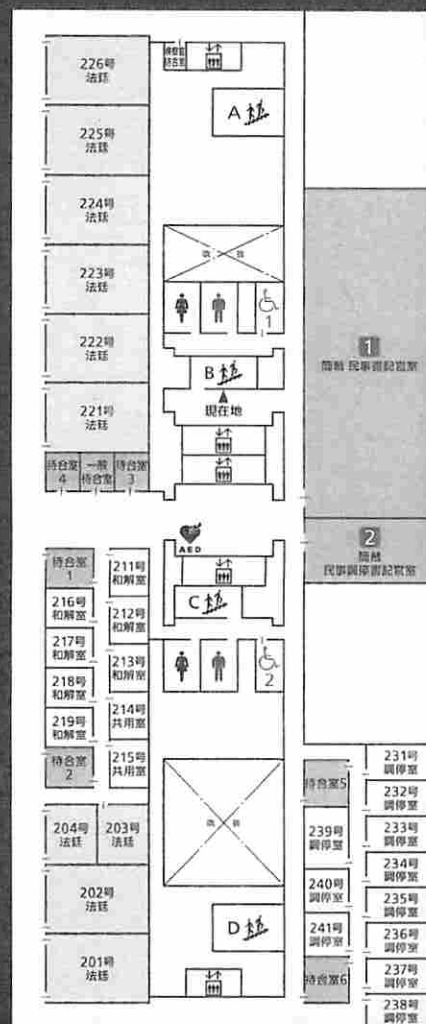 226号
法廷
225号
法廷
224号
法廷
223号
法廷
222号
法廷
221号
法廷
待合室
4
一般
待合室
待合室
3
待合室
1
216号
和解室
217号
和解室
218号
和解室
219号
和解室
待合室
2
211号
和解室
212号
和解室
213号
和解室
214号
共用室
215号
共用室
204号
法廷
203号
法廷
202号
法廷
201号
法廷
待合室
A
吹 抜
1
B
現在地
AED
C
2
吹 抜
D
1
簡裁 民事書記官室
2
簡裁
民事調停書記官室
待合室5
239号
調停室
240号
調停室
241号
調停室
待合室6
231号
調停室
232号
調停室
233号
調停室
234号
調停室
235号
調停室
236号
調停室
237号
調停室
238号
調停室